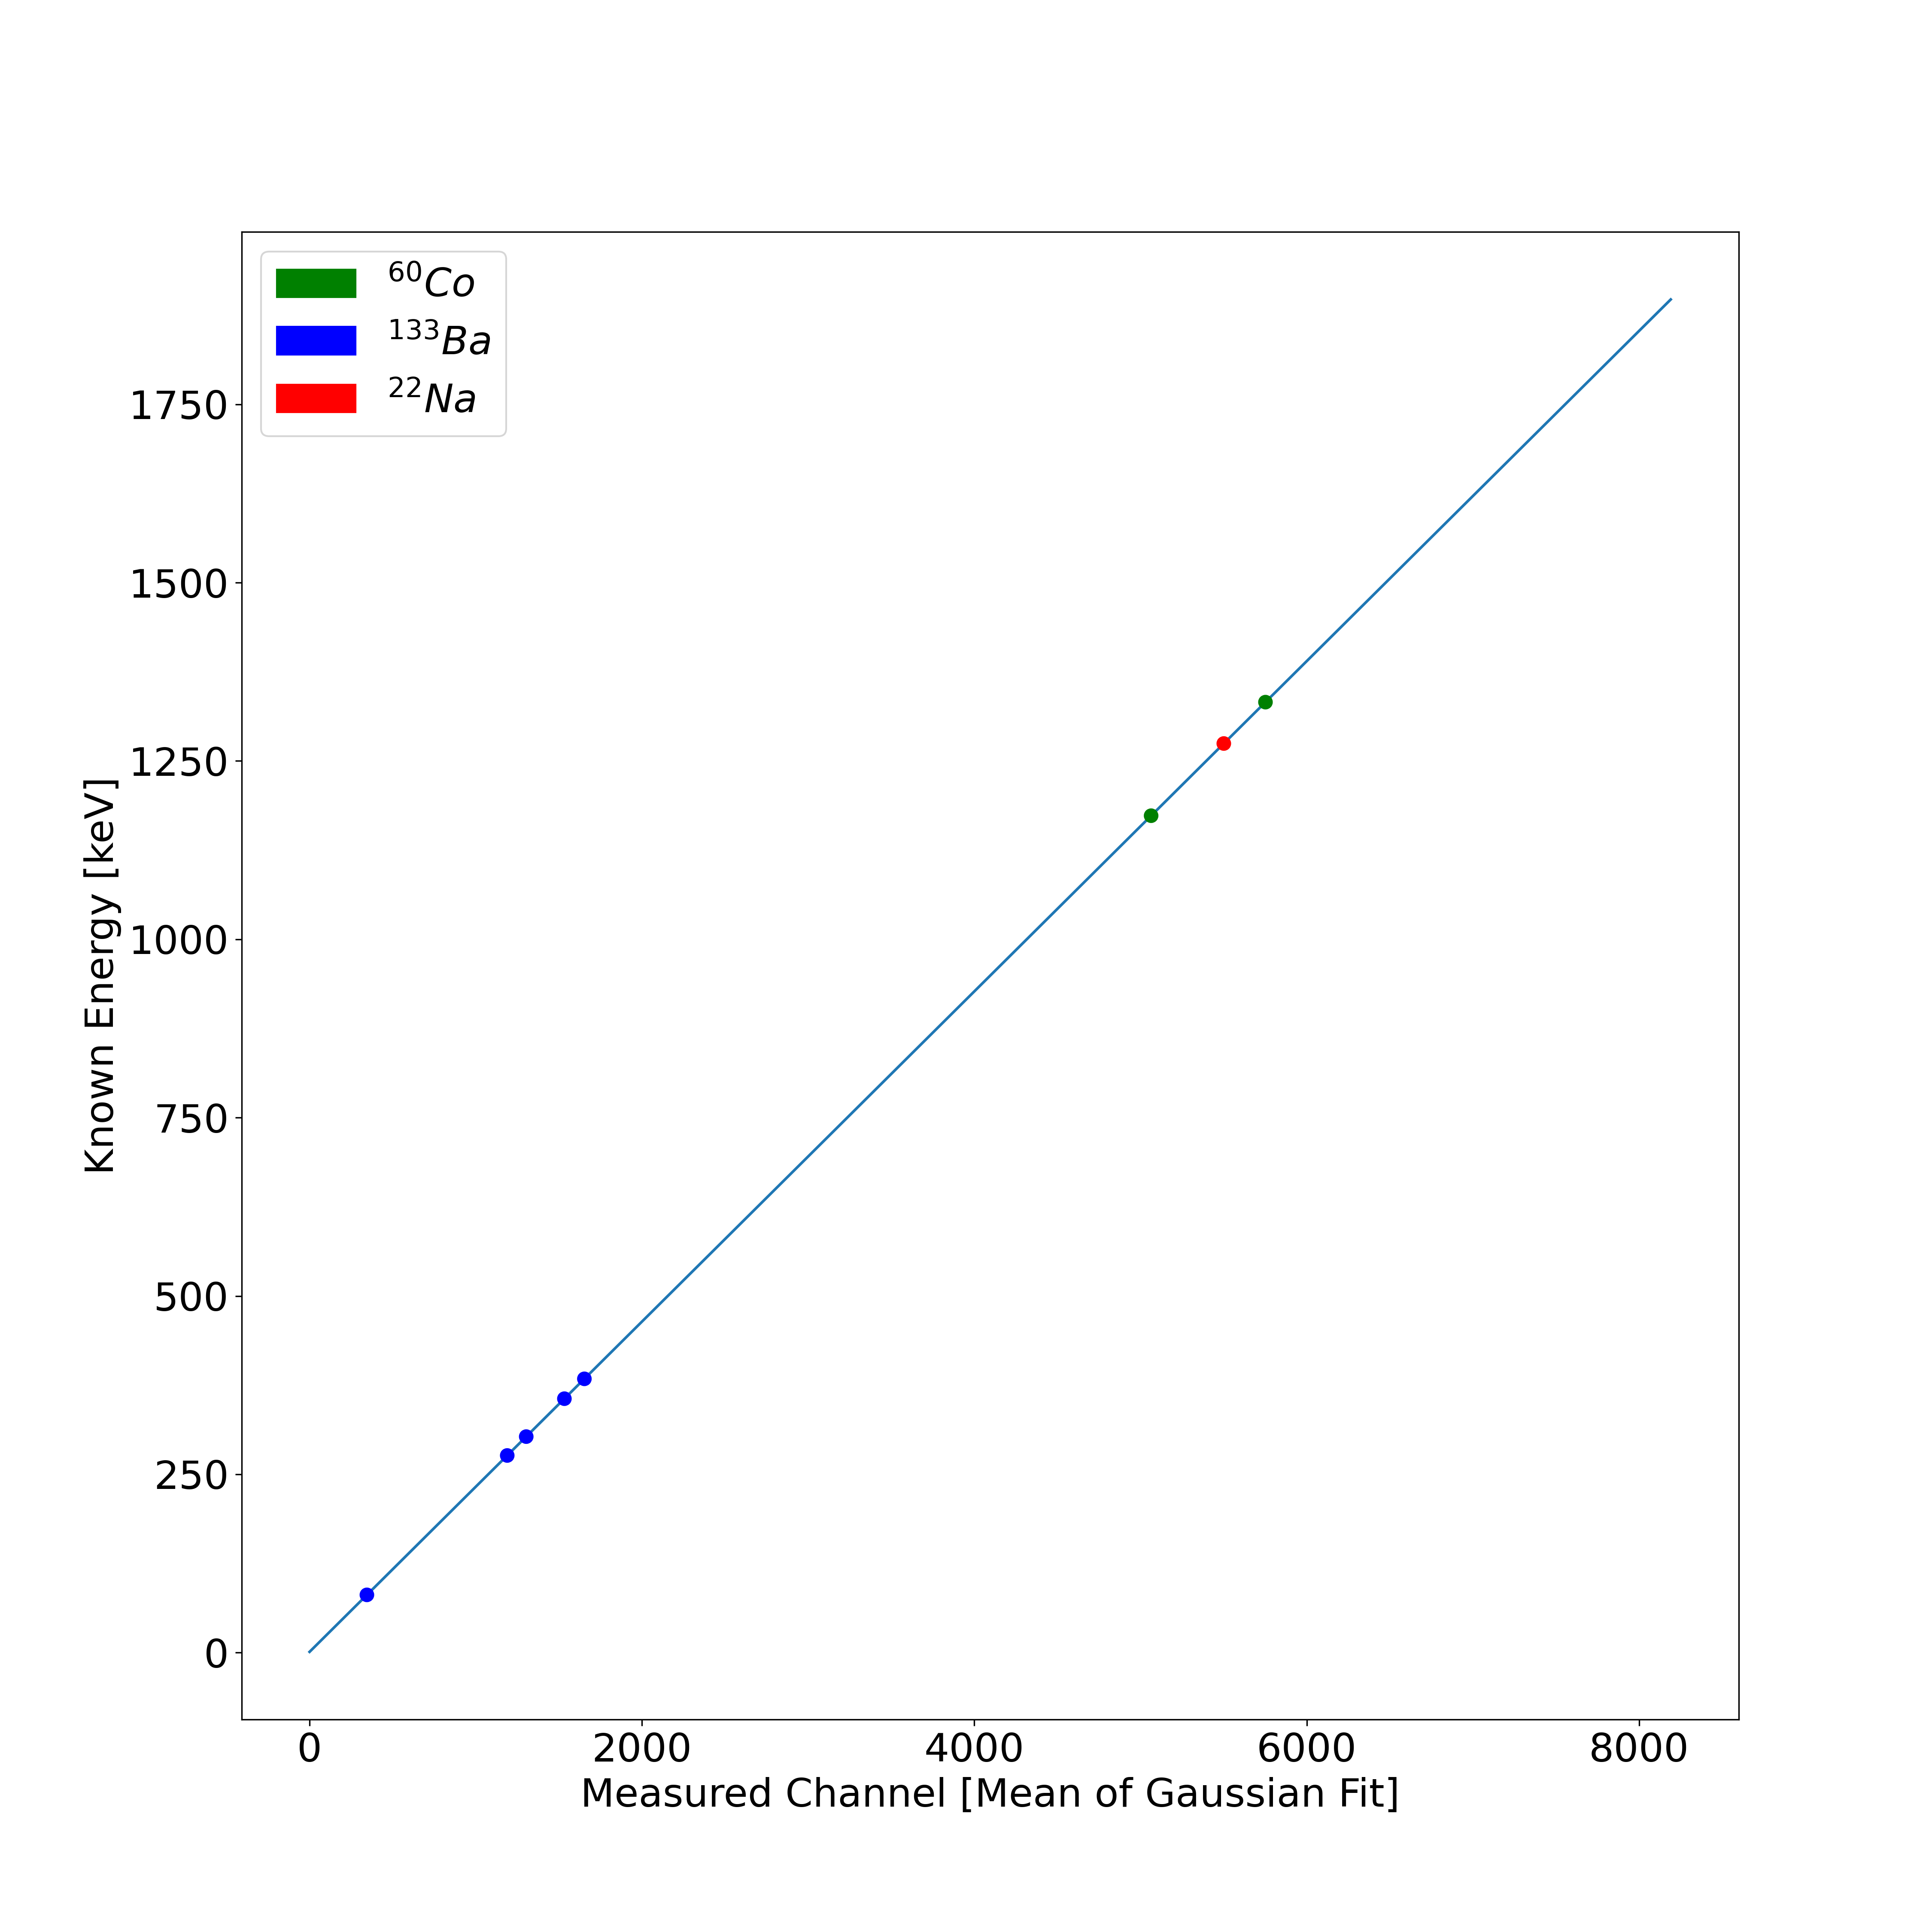 ⁶⁰Co
¹³³Ba
²²Na
1750
1500
1250
1000
750
500
250
0
Known Energy [keV]
0 2000 4000 6000 8000
Measured Channel [Mean of Gaussian Fit]